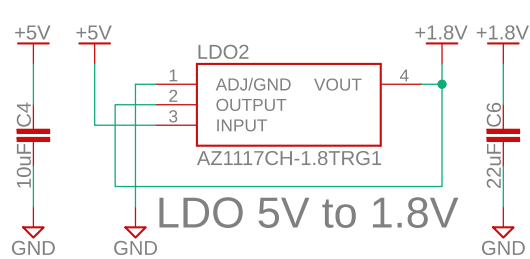 +5V
+5V
+1.8V
+1.8V
LDO2
1
ADJ/GND
VOUT
4
2
OUTPUT
3
INPUT
C4
10uF
C6
22uF
AZ1117CH-1.8TRG1
LDO 5V to 1.8V
GND
GND
GND